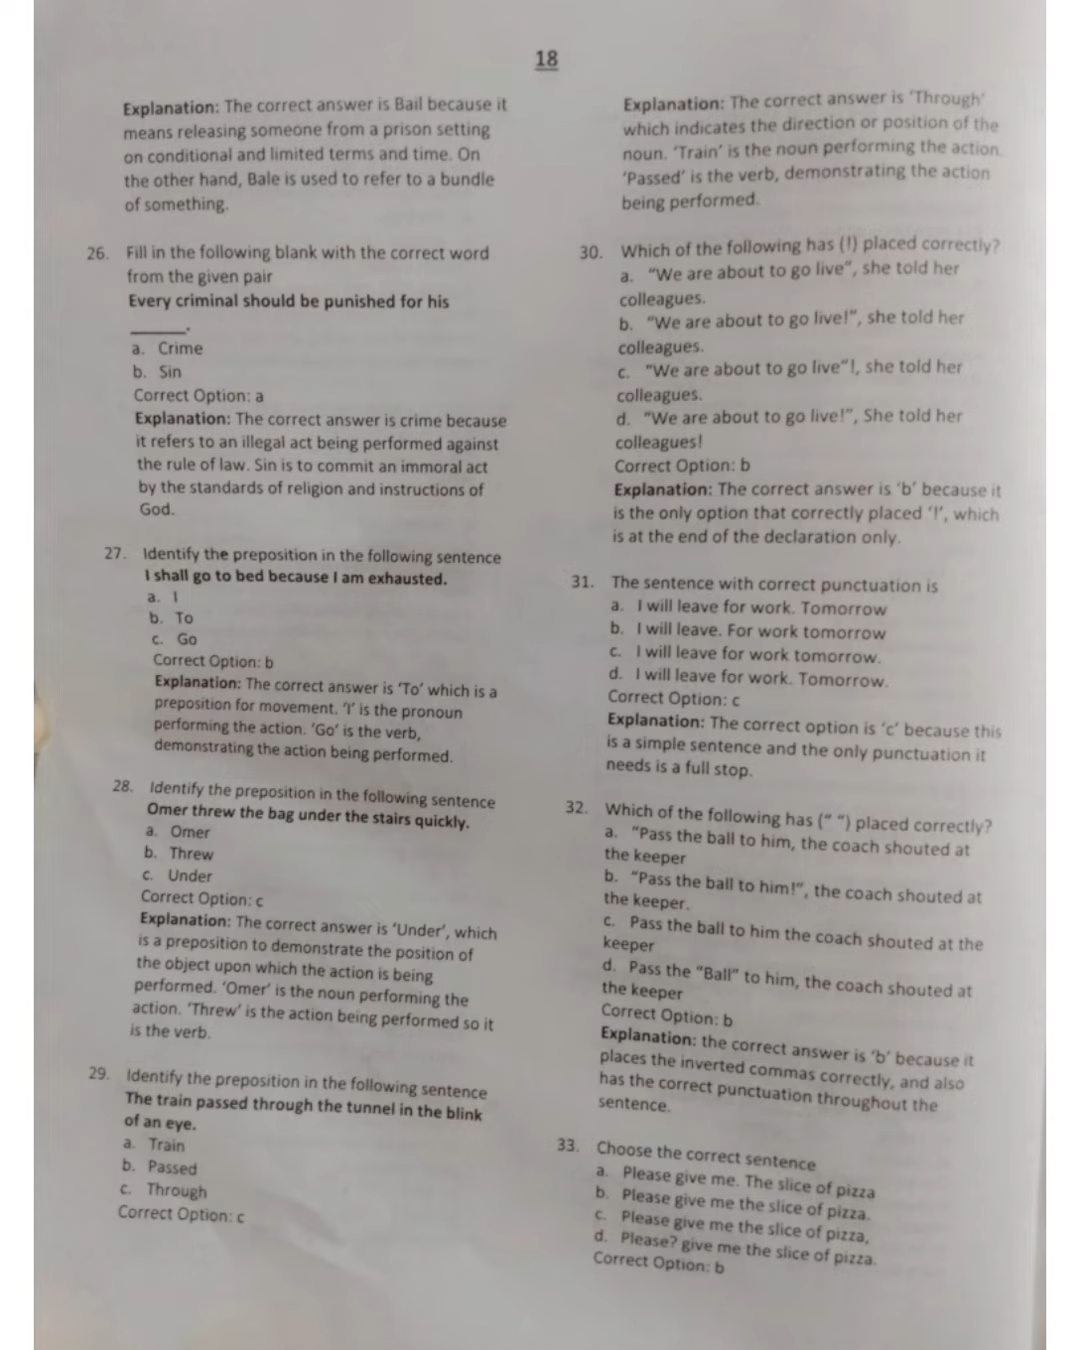 18
Explanation: The correct answer is Bail because it
means releasing someone from a prison setting
on conditional and limited terms and time. On
the other hand, Bale is used to refer to a bundle
of something.
26. Fill in the following blank with the correct word
from the given pair
Every criminal should be punished for his
______.
a. Crime
b. Sin
Correct Option: a
Explanation: The correct answer is crime because
it refers to an illegal act being performed against
the rule of law. Sin is to commit an immoral act
by the standards of religion and instructions of
God.
27. Identify the preposition in the following sentence
I shall go to bed because I am exhausted.
a. I
b. To
c. Go
Correct Option: b
Explanation: The correct answer is 'To' which is a
preposition for movement. 'I' is the pronoun
performing the action. 'Go' is the verb,
demonstrating the action being performed.
28. Identify the preposition in the following sentence
Omer threw the bag under the stairs quickly.
a. Omer
b. Threw
c. Under
Correct Option: c
Explanation: The correct answer is 'Under', which
is a preposition to demonstrate the position of
the object upon which the action is being
performed. 'Omer' is the noun performing the
action. 'Threw' is the action being performed so it
is the verb.
29. Identify the preposition in the following sentence
The train passed through the tunnel in the blink
of an eye.
a. Train
b. Passed
c. Through
Correct Option: c
Explanation: The correct answer is 'Through'
which indicates the direction or position of the
noun. 'Train' is the noun performing the action.
'Passed' is the verb, demonstrating the action
being performed.
30. Which of the following has (!) placed correctly?
a. "We are about to go live", she told her
colleagues.
b. "We are about to go live!", she told her
colleagues.
c. "We are about to go live"!, she told her
colleagues.
d. "We are about to go live!", She told her
colleagues!
Correct Option: b
Explanation: The correct answer is 'b' because it
is the only option that correctly placed '!', which
is at the end of the declaration only.
31. The sentence with correct punctuation is
a. I will leave for work. Tomorrow
b. I will leave. For work tomorrow
c. I will leave for work tomorrow.
d. I will leave for work. Tomorrow.
Correct Option: c
Explanation: The correct option is 'c' because this
is a simple sentence and the only punctuation it
needs is a full stop.
32. Which of the following has (" ") placed correctly?
a. "Pass the ball to him, the coach shouted at
the keeper
b. "Pass the ball to him!", the coach shouted at
the keeper.
c. Pass the ball to him the coach shouted at the
keeper
d. Pass the "Ball" to him, the coach shouted at
the keeper
Correct Option: b
Explanation: the correct answer is 'b' because it
places the inverted commas correctly, and also
has the correct punctuation throughout the
sentence.
33. Choose the correct sentence
a. Please give me. The slice of pizza
b. Please give me the slice of pizza.
c. Please give me the slice of pizza,
d. Please? give me the slice of pizza.
Correct Option: b